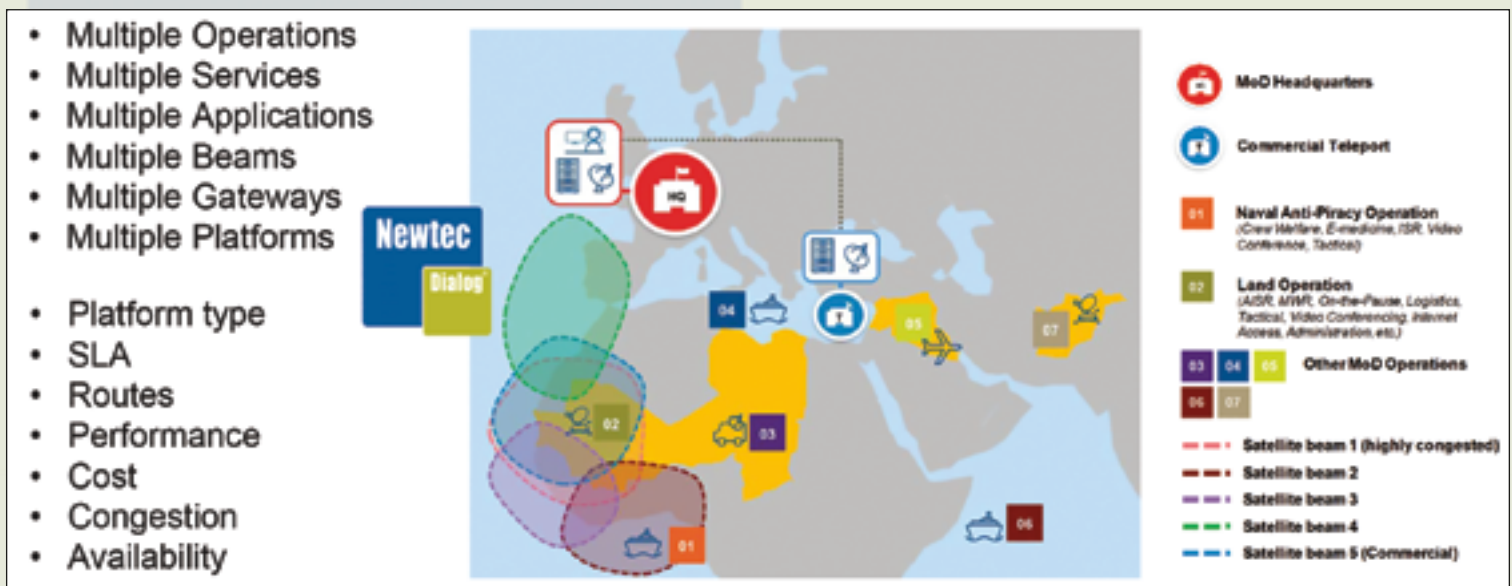 • Multiple Operations
• Multiple Services
• Multiple Applications
• Multiple Beams
• Multiple Gateways
• Multiple Platforms
• Platform type
• SLA
• Routes
• Performance
• Cost
• Congestion
• Availability
Newtec
Dialog
HQ
04
05
07
02
03
01
06
MoD Headquarters
Commercial Teleport
01
Naval Anti-Piracy Operation
(Crew Welfare, E-medicine, ISR, Video
Conference, Tactical)
02
Land Operation
(AISR, MWR, On-the-Pause, Logistics,
Tactical, Video Conferencing, Internet
Access, Administration, etc.)
03 04 05 Other MoD Operations
06 07
Satellite beam 1 (highly congested)
Satellite beam 2
Satellite beam 3
Satellite beam 4
Satellite beam 5 (Commercial)